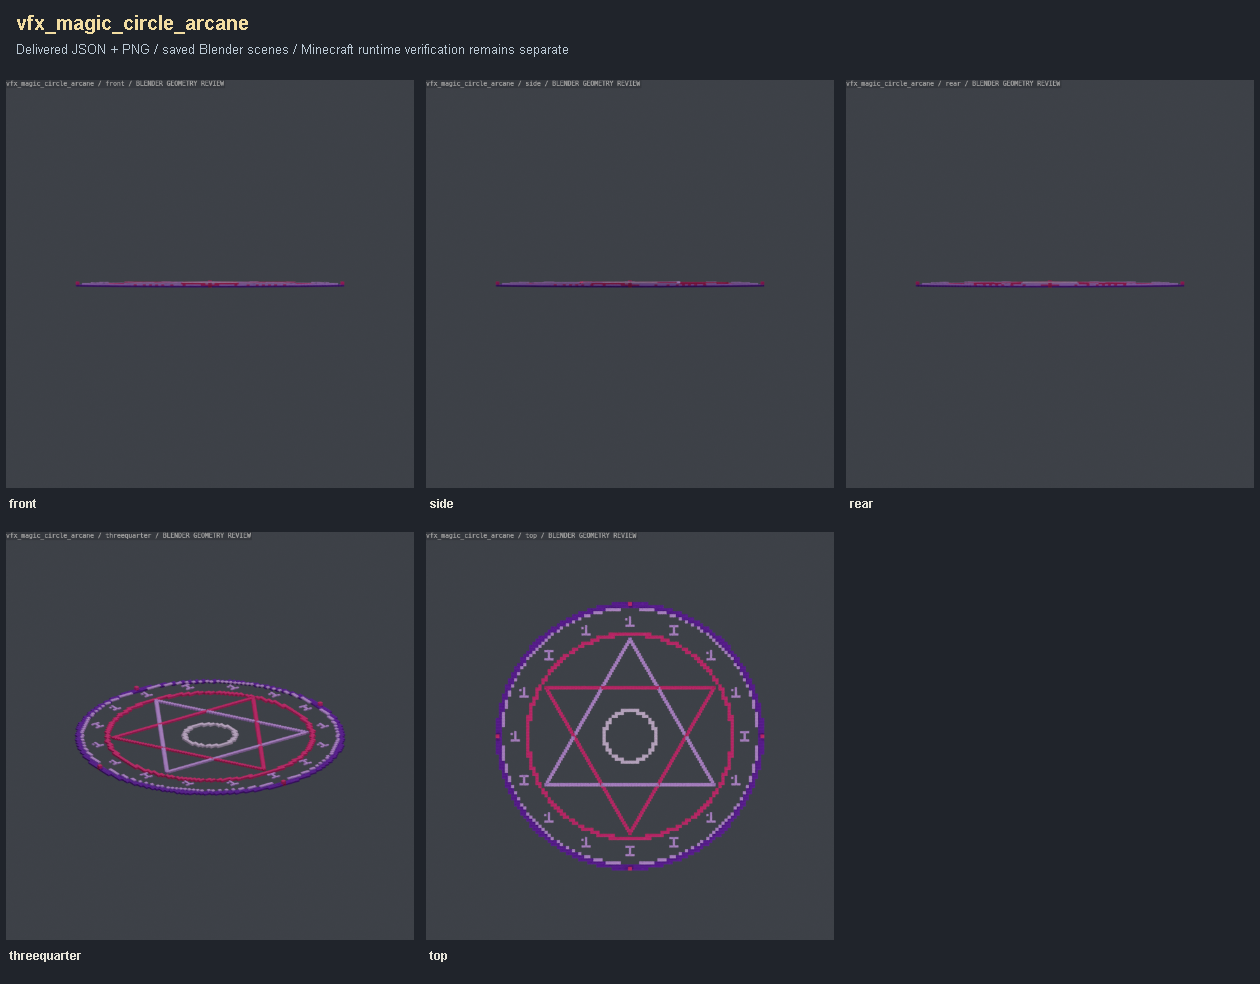 vfx_magic_circle_arcane
Delivered JSON + PNG / saved Blender scenes / Minecraft runtime verification remains separate
vfx_magic_circle_arcane / front / BLENDER GEOMETRY REVIEW
vfx_magic_circle_arcane / side / BLENDER GEOMETRY REVIEW
vfx_magic_circle_arcane / rear / BLENDER GEOMETRY REVIEW
front
side
rear
vfx_magic_circle_arcane / threequarter / BLENDER GEOMETRY REVIEW
vfx_magic_circle_arcane / top / BLENDER GEOMETRY REVIEW
threequarter
top